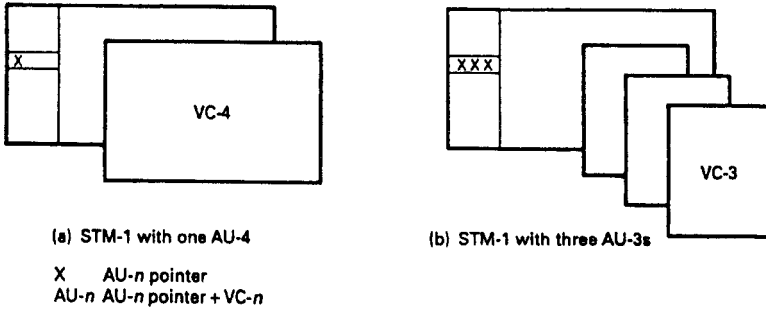 X
VC-4
(a) STM-1 with one AU-4
X AU-n pointer
AU-n AU-n pointer + VC-n
XXX
VC-3
(b) STM-1 with three AU-3s